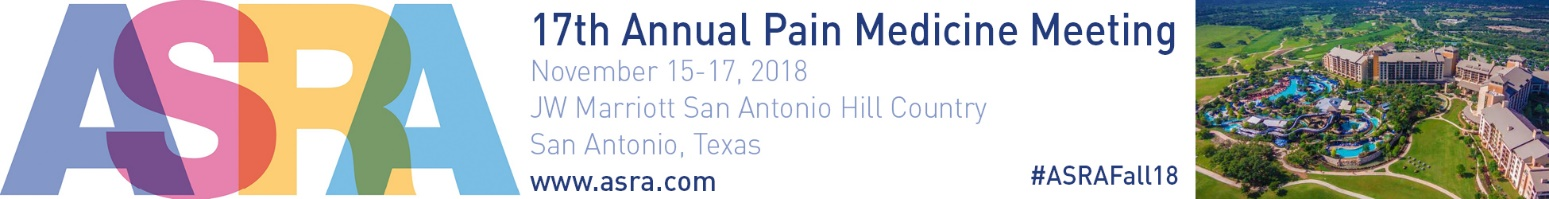 ASRA
17th Annual Pain Medicine Meeting
November 15-17, 2018
JW Marriott San Antonio Hill Country
San Antonio, Texas
www.asra.com
#ASRAFall18